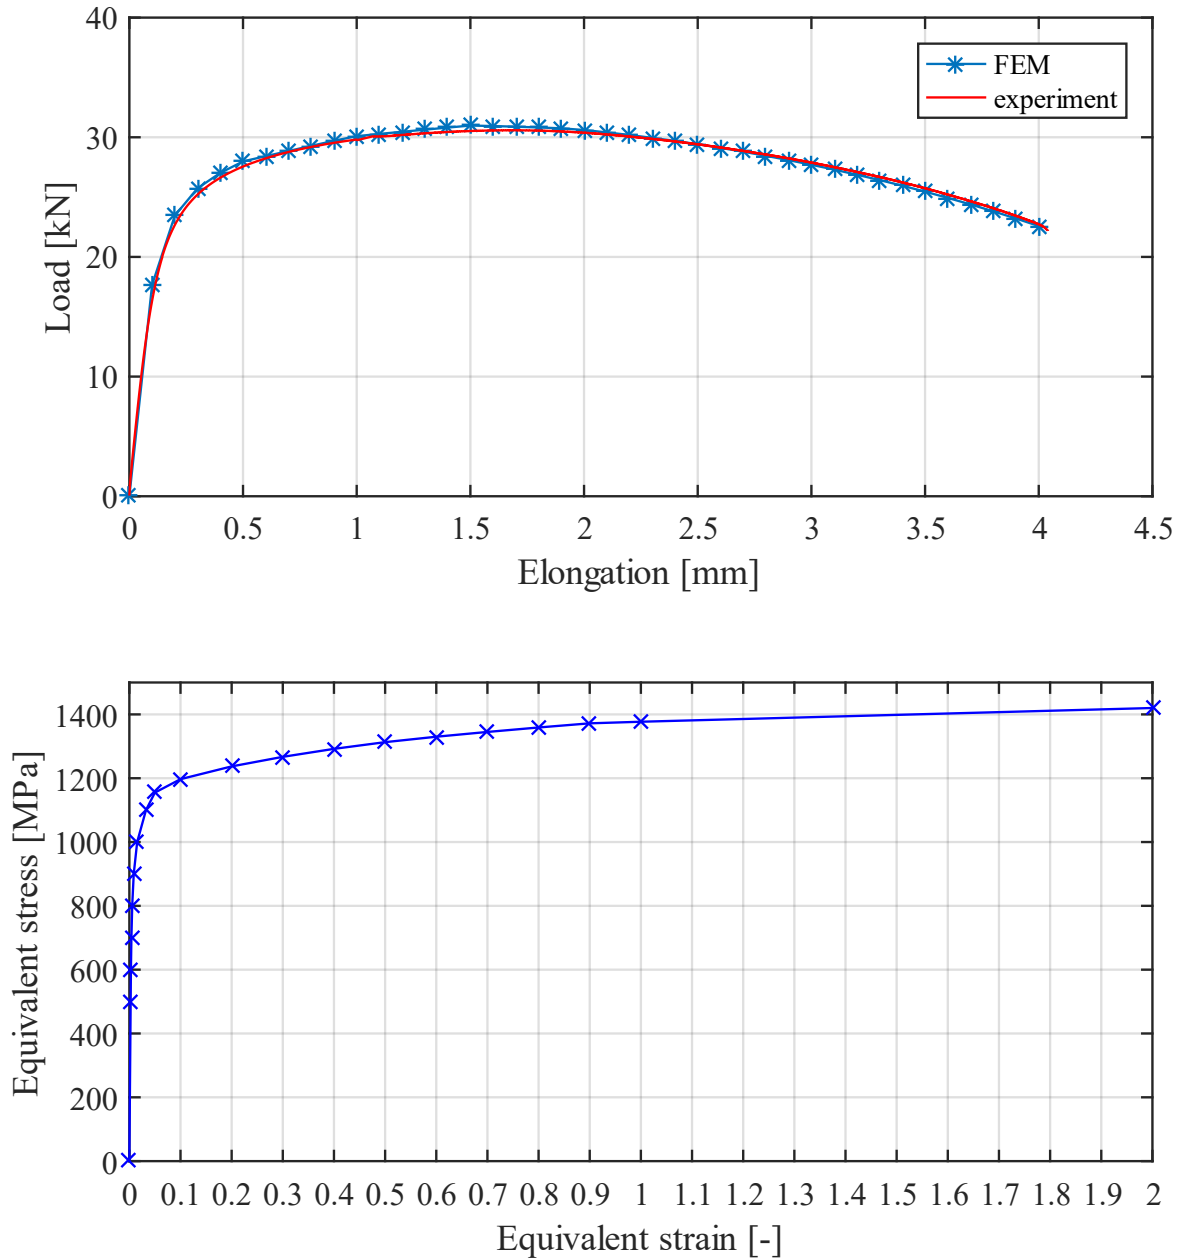 40
30
20
10
0
Load [kN]
FEM
experiment
0 0.5 1 1.5 2 2.5 3 3.5 4 4.5
Elongation [mm]
1400
1200
1000
800
600
400
200
0
Equivalent stress [MPa]
0 0.1 0.2 0.3 0.4 0.5 0.6 0.7 0.8 0.9 1 1.1 1.2 1.3 1.4 1.5 1.6 1.7 1.8 1.9 2
Equivalent strain [-]